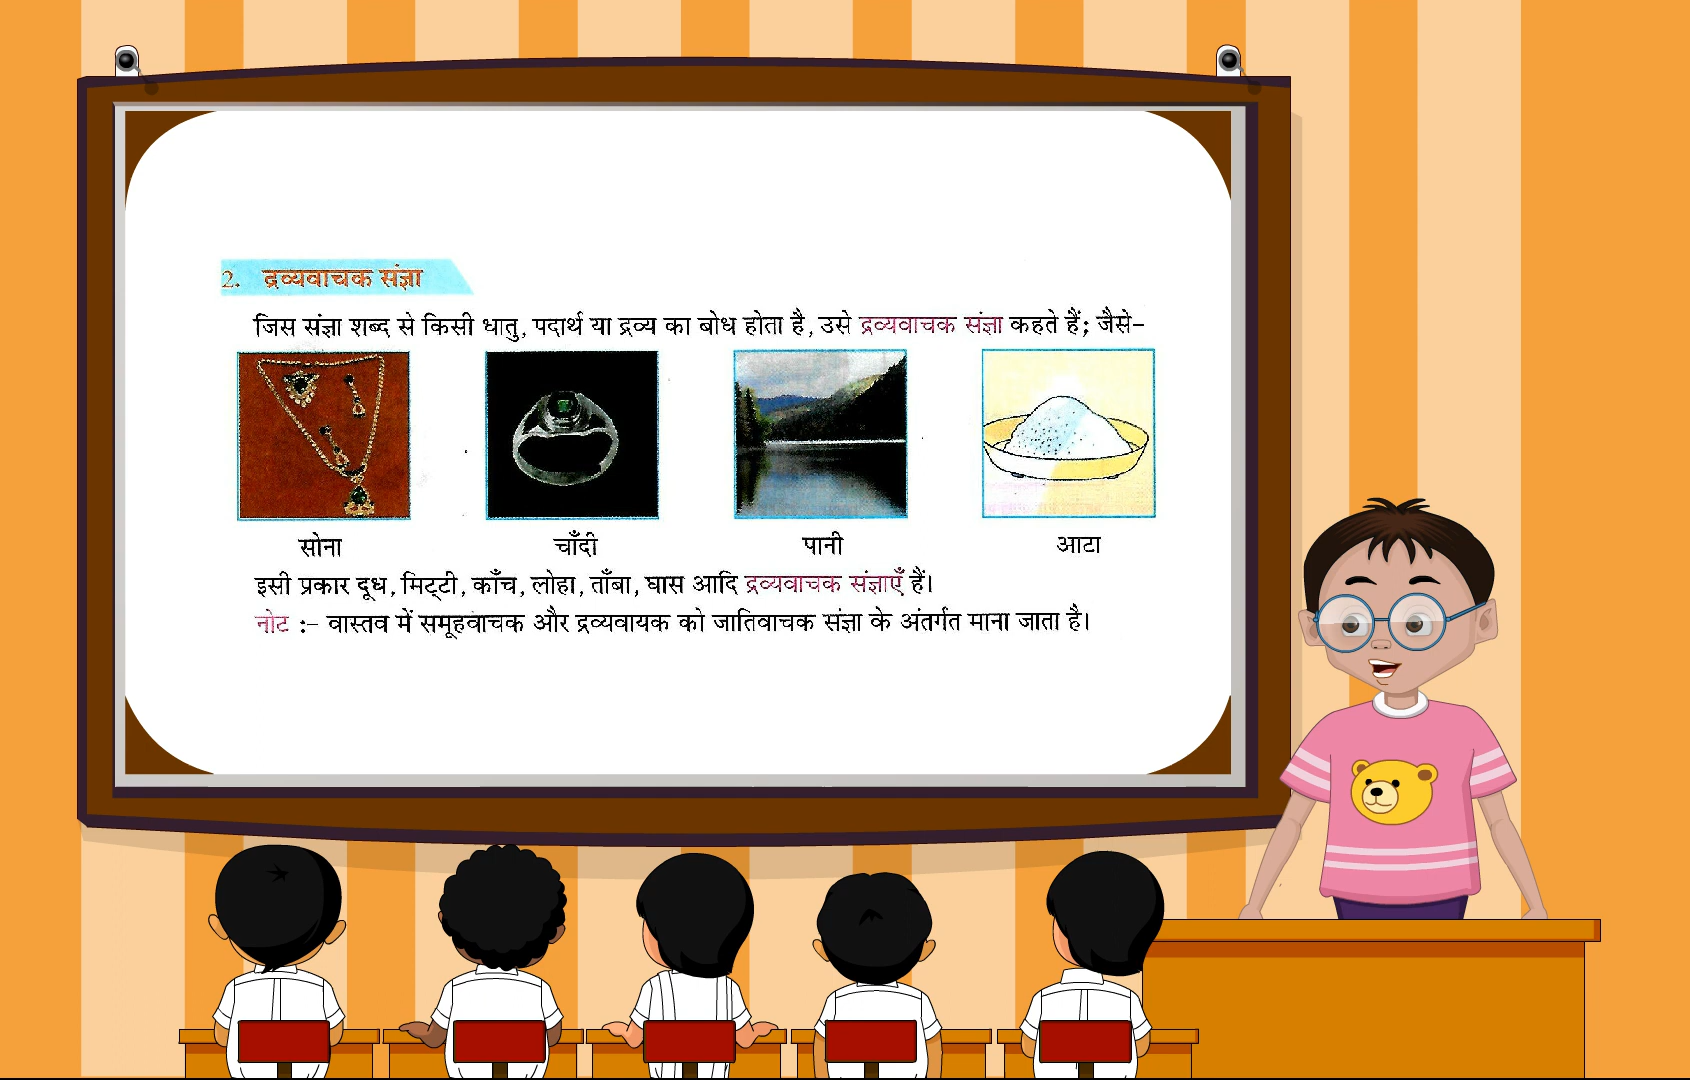 2. द्रव्यवाचक संज्ञा
जिस संज्ञा शब्द से किसी धातु, पदार्थ या द्रव्य का बोध होता है, उसे द्रव्यवाचक संज्ञा कहते हैं; जैसे-
सोना चाँदी पानी आटा
इसी प्रकार दूध, मिट्‌टी, काँच, लोहा, ताँबा, घास आदि द्रव्यवाचक संज्ञाएँ हैं।
नोट :- वास्तव में समूहवाचक और द्रव्यवायक को जातिवाचक संज्ञा के अंतर्गत माना जाता है।